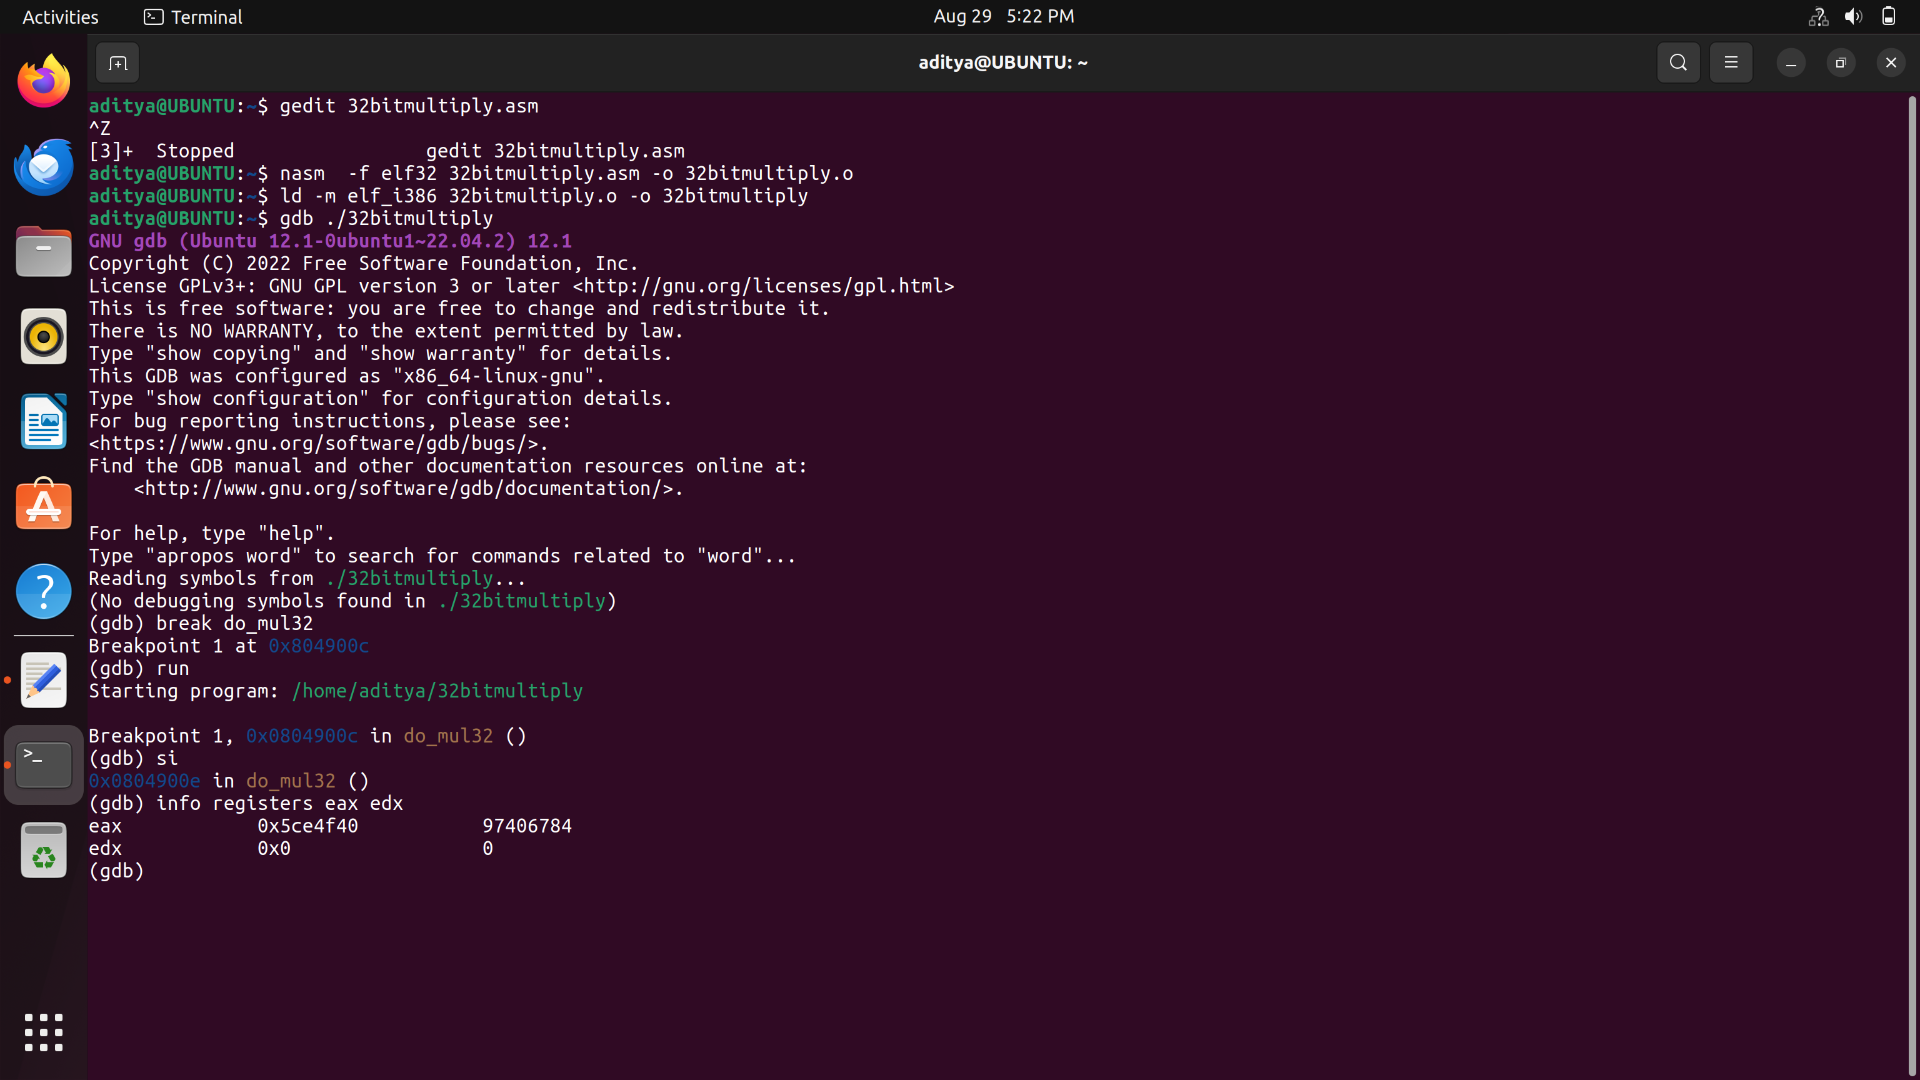 Activities Terminal Aug 29 5:22 PM
aditya@UBUNTU: ~
aditya@UBUNTU:~$ gedit 32bitmultiply.asm
^Z
[3]+  Stopped                 gedit 32bitmultiply.asm
aditya@UBUNTU:~$ nasm  -f elf32 32bitmultiply.asm -o 32bitmultiply.o
aditya@UBUNTU:~$ ld -m elf_i386 32bitmultiply.o -o 32bitmultiply
aditya@UBUNTU:~$ gdb ./32bitmultiply
GNU gdb (Ubuntu 12.1-0ubuntu1~22.04.2) 12.1
Copyright (C) 2022 Free Software Foundation, Inc.
License GPLv3+: GNU GPL version 3 or later <http://gnu.org/licenses/gpl.html>
This is free software: you are free to change and redistribute it.
There is NO WARRANTY, to the extent permitted by law.
Type "show copying" and "show warranty" for details.
This GDB was configured as "x86_64-linux-gnu".
Type "show configuration" for configuration details.
For bug reporting instructions, please see:
<https://www.gnu.org/software/gdb/bugs/>.
Find the GDB manual and other documentation resources online at:
    <http://www.gnu.org/software/gdb/documentation/>.
For help, type "help".
Type "apropos word" to search for commands related to "word"...
Reading symbols from ./32bitmultiply...
(No debugging symbols found in ./32bitmultiply)
(gdb) break do_mul32
Breakpoint 1 at 0x804900c
(gdb) run
Starting program: /home/aditya/32bitmultiply
Breakpoint 1, 0x0804900c in do_mul32 ()
(gdb) si
0x0804900e in do_mul32 ()
(gdb) info registers eax edx
eax            0x5ce4f40           97406784
edx            0x0                 0
(gdb)